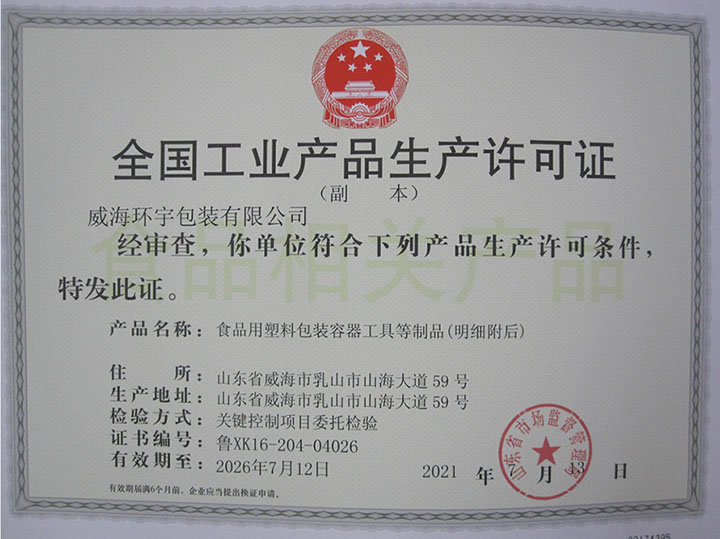 全国工业产品生产许可证
（副 本）
食品相关产品
威海环宇包装有限公司
经审查，你单位符合下列产品生产许可条件，
特发此证。
产品名称：食品用塑料包装容器工具等制品(明细附后)
住 所：山东省威海市乳山市山海大道59号
生产地址：山东省威海市乳山市山海大道59号
检验方式：关键控制项目委托检验
证书编号：鲁XK16-204-04026
有效期至：2026年7月12日
2021 年 7 月 13 日
山东省市场监督管理局
有效期届满6个月前，企业应当提出换证申请。